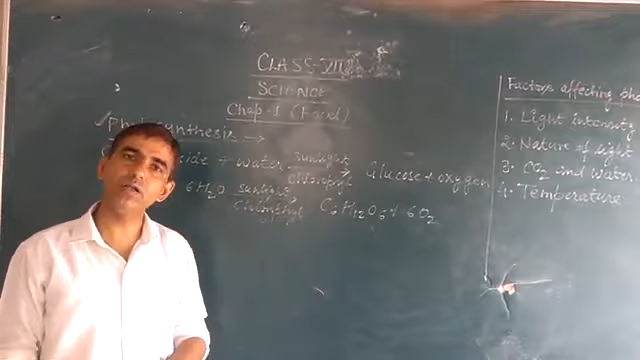 CLASS-VII
SCIENCE
Chap-1 (Food)
Photosynthesis →
+ water sunlight Glucose + oxygen
chlorophyll
6H2O sunlight C6H12O6 + 6O2
chlorophyll
Factors affecting
1. Light intensity
2. Nature of light
3. CO2 and water
4. Temperature